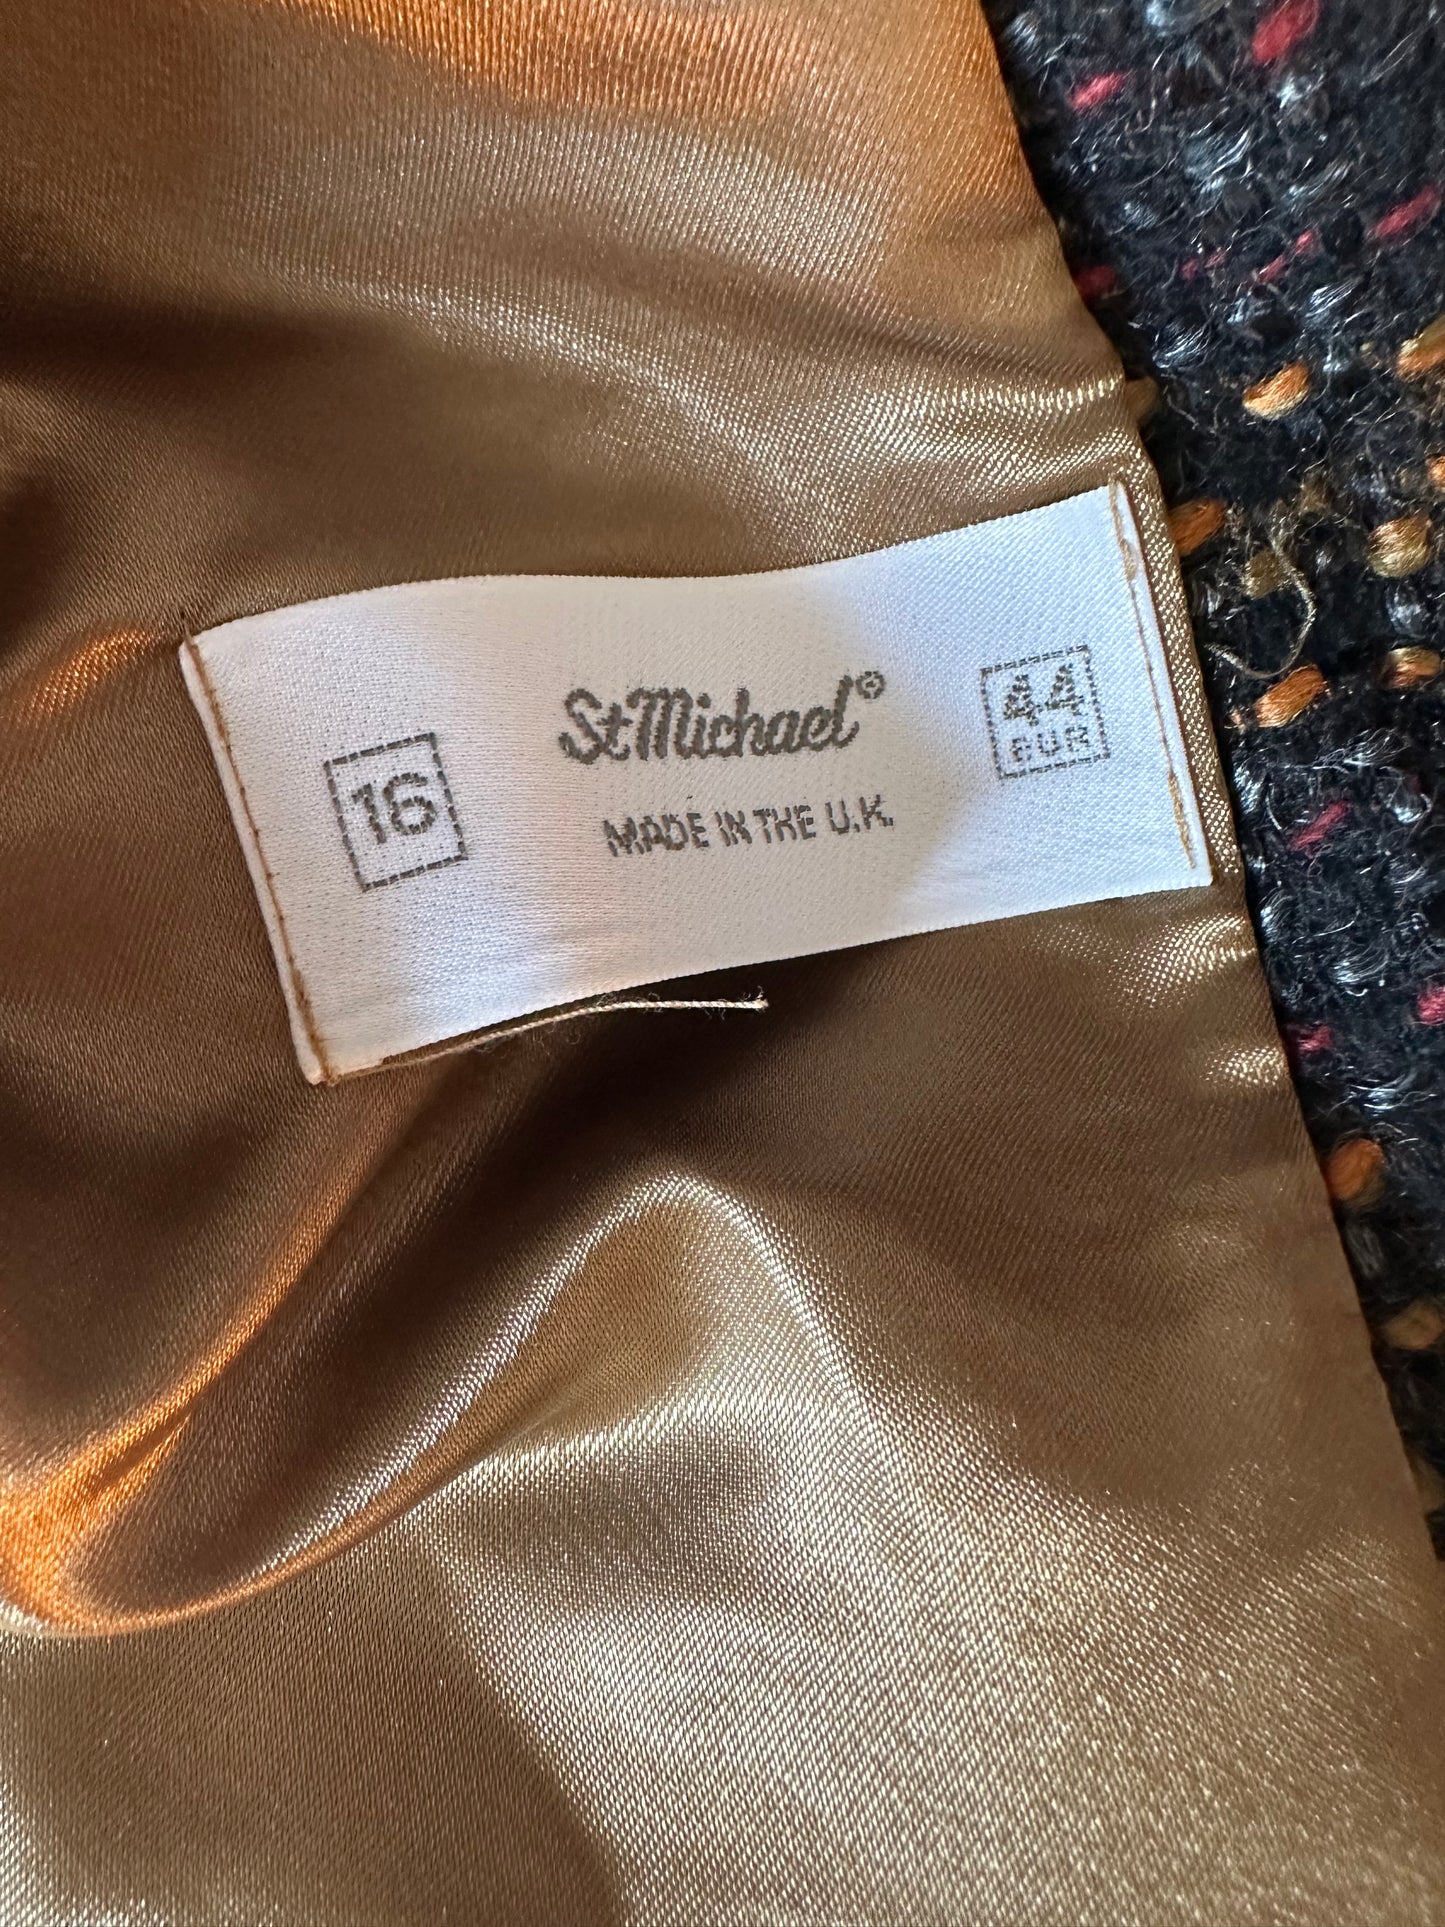 16
St Michael®
MADE IN THE U.K.
44
EUR